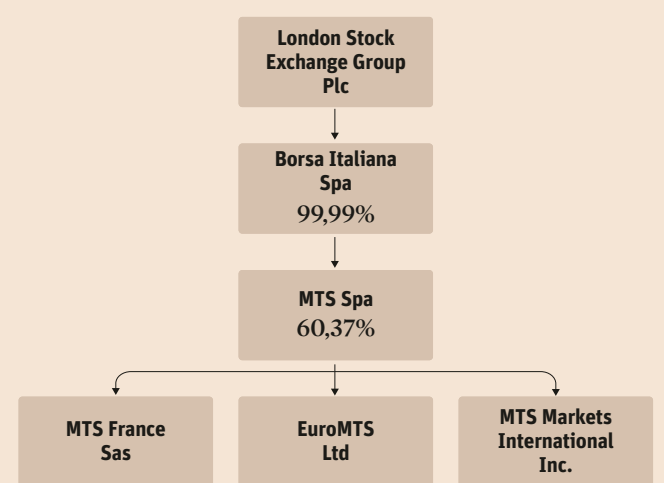 London Stock
Exchange Group
Plc
Borsa Italiana
Spa
99,99%
MTS Spa
60,37%
MTS France
Sas
EuroMTS
Ltd
MTS Markets
International
Inc.